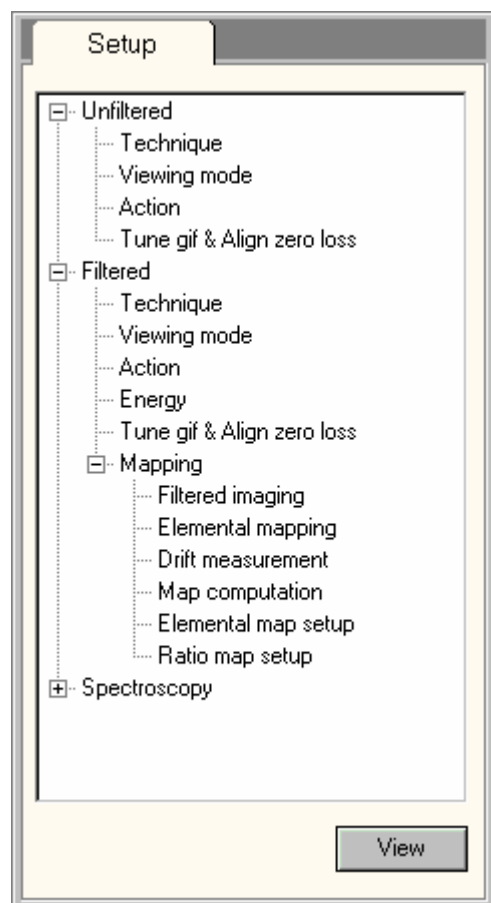 Setup
Unfiltered
Technique
Viewing mode
Action
Tune gif & Align zero loss
Filtered
Technique
Viewing mode
Action
Energy
Tune gif & Align zero loss
Mapping
Filtered imaging
Elemental mapping
Drift measurement
Map computation
Elemental map setup
Ratio map setup
Spectroscopy
View